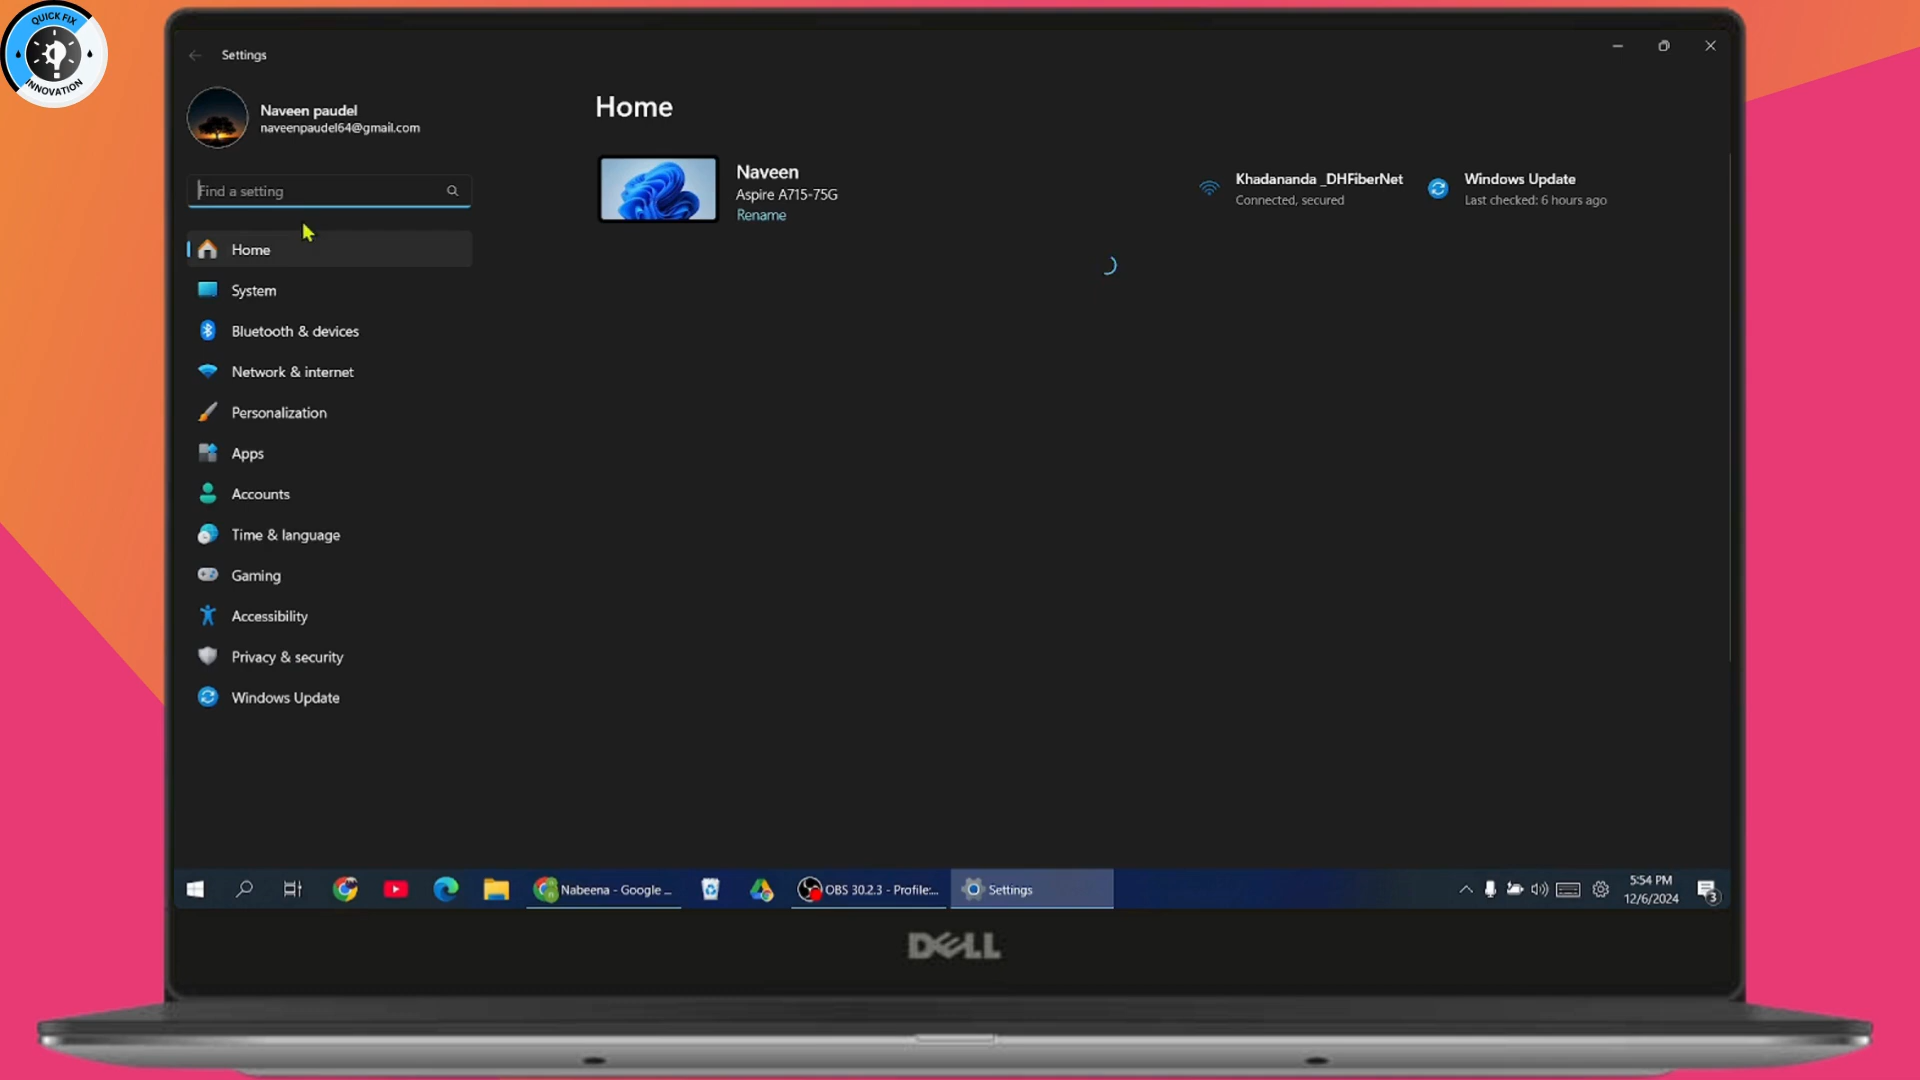 QUICK FIX
INNOVATION
Settings
Naveen paudel
naveenpaudel64@gmail.com
Find a setting
Home
System
Bluetooth & devices
Network & internet
Personalization
Apps
Accounts
Time & language
Gaming
Accessibility
Privacy & security
Windows Update
Home
Naveen
Aspire A715-75G
Rename
Khadananda _DHFiberNet
Connected, secured
Windows Update
Last checked: 6 hours ago
Nabeena - Google ...
OBS 30.2.3 - Profile:...
Settings
5:54 PM
12/6/2024
3
DELL